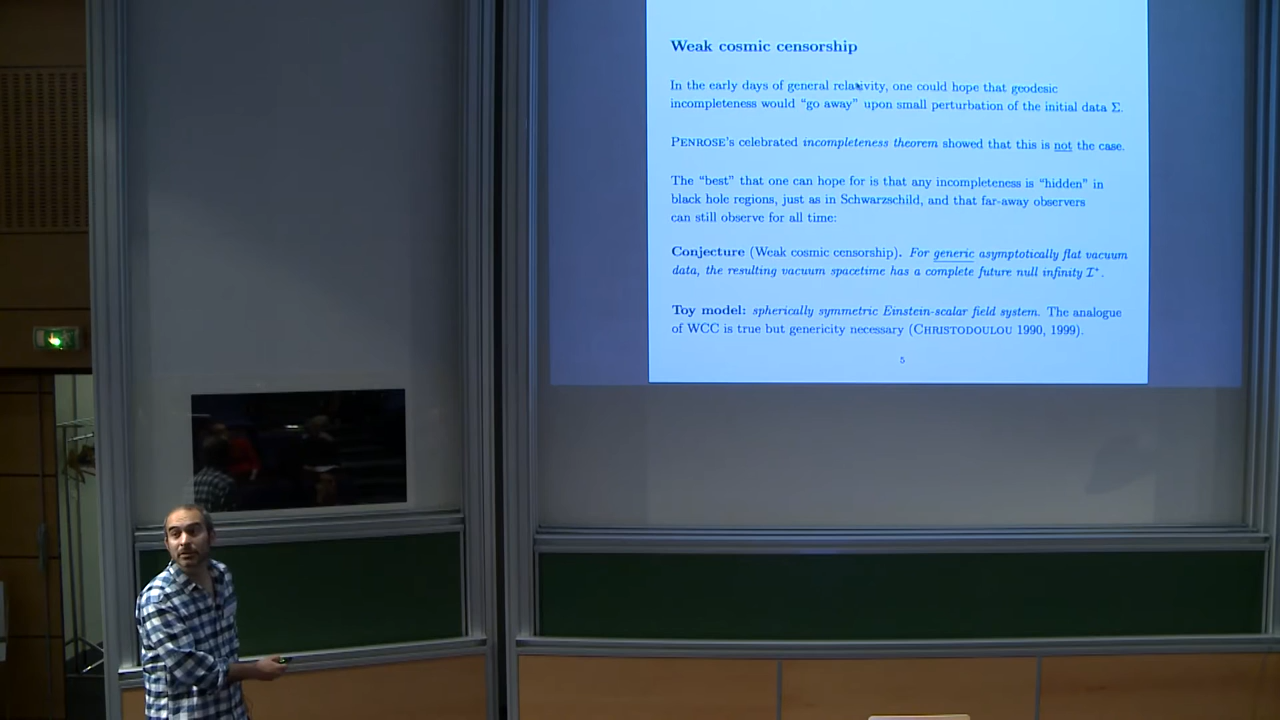 Weak cosmic censorship
In the early days of general relativity, one could hope that geodesic
incompleteness would “go away” upon small perturbation of the initial data Σ.
PENROSE's celebrated incompleteness theorem showed that this is not the case.
The “best” that one can hope for is that any incompleteness is “hidden” in
black hole regions, just as in Schwarzschild, and that far-away observers
can still observe for all time:
Conjecture (Weak cosmic censorship). For generic asymptotically flat vacuum
data, the resulting vacuum spacetime has a complete future null infinity I⁺.
Toy model: spherically symmetric Einstein-scalar field system. The analogue
of WCC is true but genericity necessary (CHRISTODOULOU 1990, 1999).
5